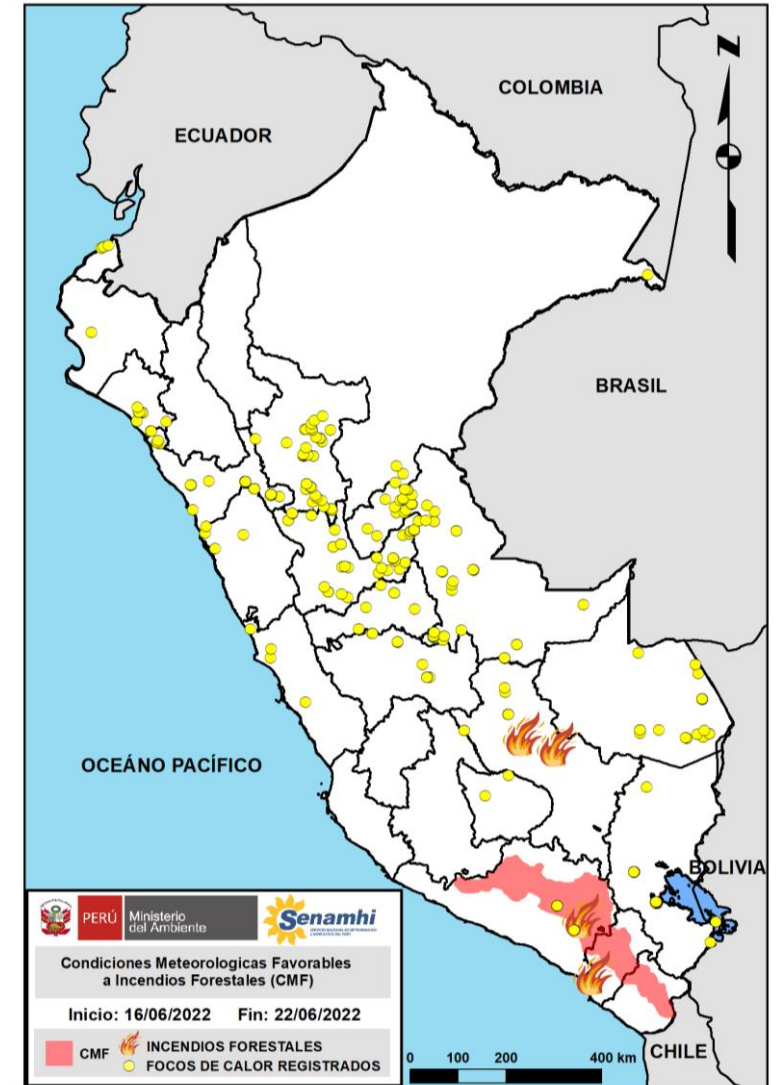 COLOMBIA
ECUADOR
N
BRASIL
OCEÁNO PACÍFICO
BOLIVIA
CHILE
PERÚ
Ministerio
del Ambiente
Senamhi
Condiciones Meteorologicas Favorables
a Incendios Forestales (CMF)
Inicio: 16/06/2022 Fin: 22/06/2022
CMF
INCENDIOS FORESTALES
FOCOS DE CALOR REGISTRADOS
0 100 200 400 km